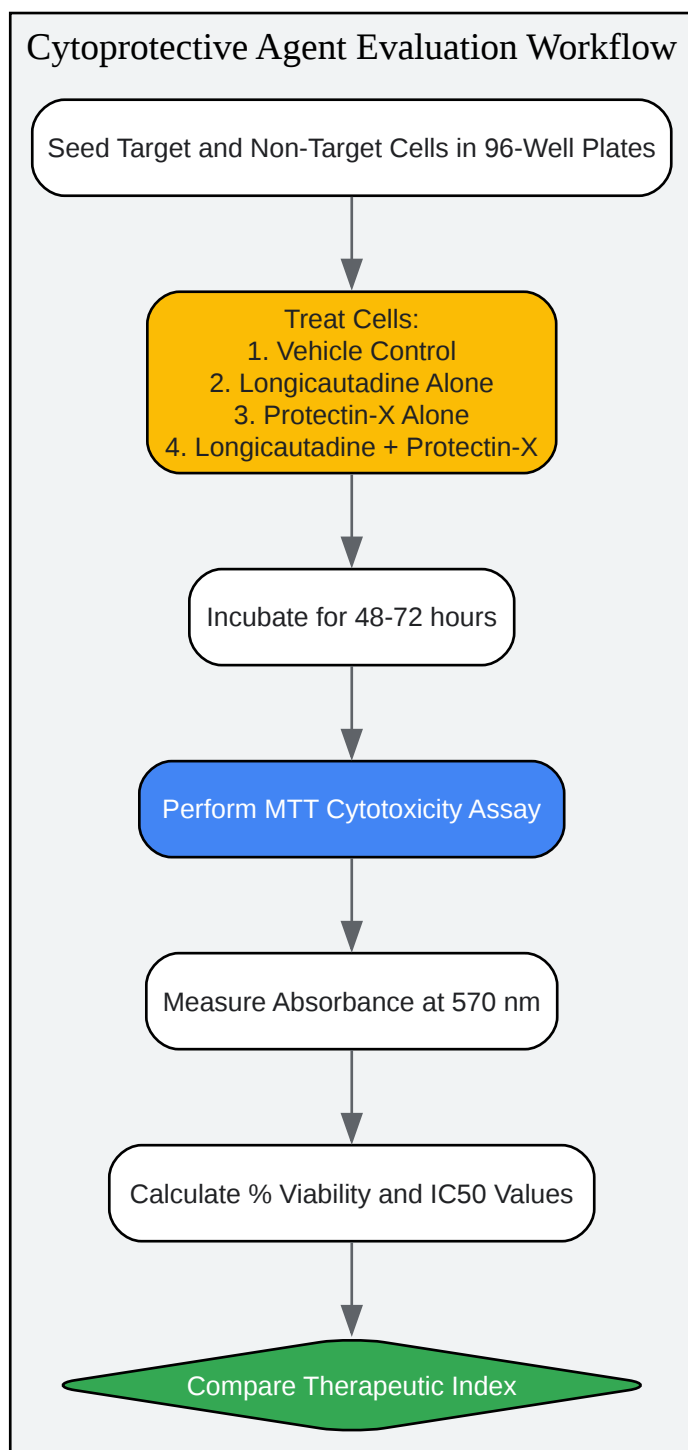 Cytoprotective Agent Evaluation Workflow
Seed Target and Non-Target Cells in 96-Well Plates
Treat Cells:
1. Vehicle Control
2. Longicautadine Alone
3. Protectin-X Alone
4. Longicautadine + Protectin-X
Incubate for 48-72 hours
Perform MTT Cytotoxicity Assay
Measure Absorbance at 570 nm
Calculate % Viability and IC50 Values
Compare Therapeutic Index